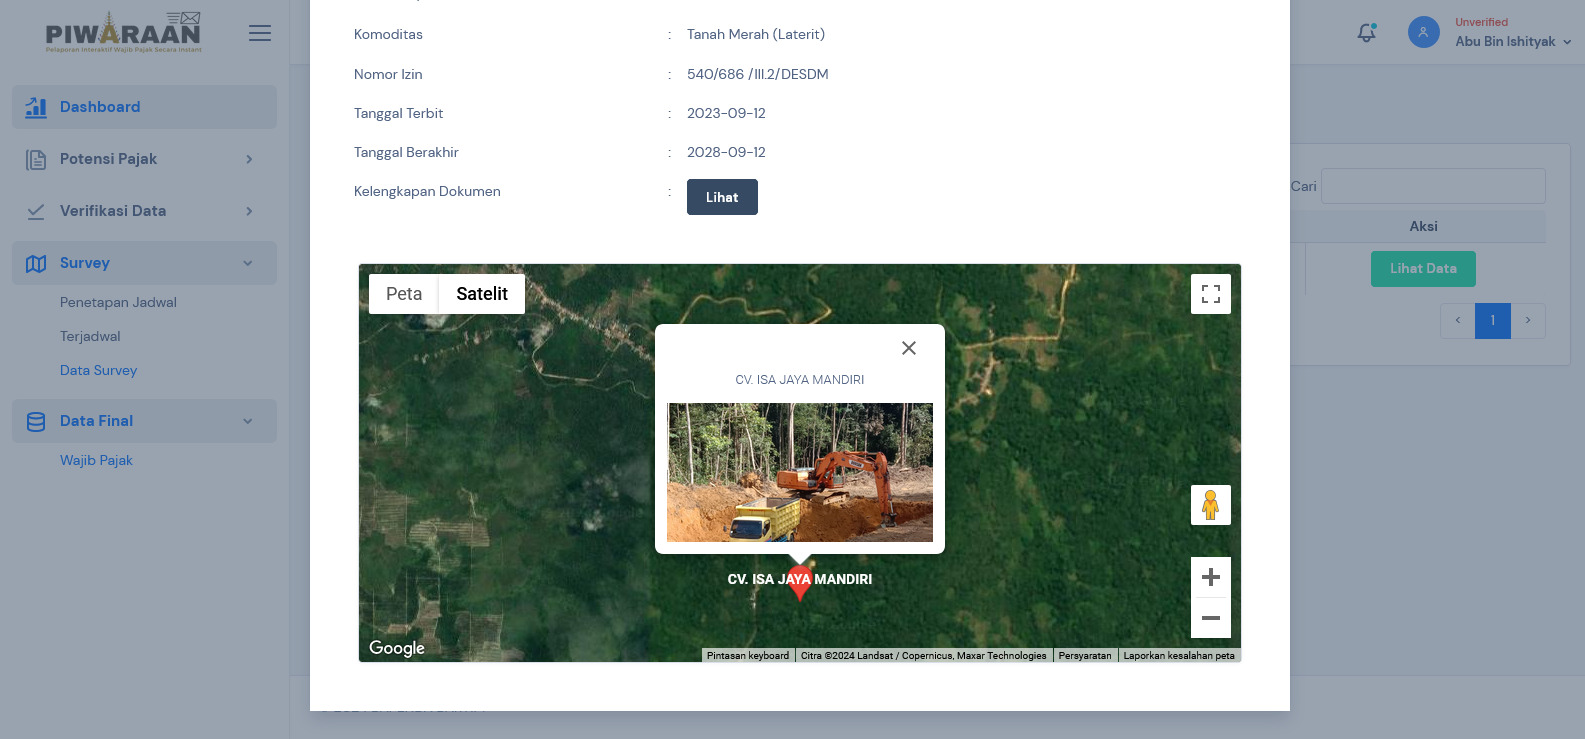 PIWARAAN
Pelaporan Interaktif Wajib Pajak Secara Instant
Unverified
Abu Bin Ishityak
Dashboard
Potensi Pajak
Verifikasi Data
Survey
Penetapan Jadwal
Terjadwal
Data Survey
Data Final
Wajib Pajak
Komoditas : Tanah Merah (Laterit)
Nomor Izin : 540/686 /III.2/DESDM
Tanggal Terbit : 2023-09-12
Tanggal Berakhir : 2028-09-12
Kelengkapan Dokumen : Lihat
Cari
Aksi
Lihat Data
1
Peta Satelit
CV. ISA JAYA MANDIRI
CV. ISA JAYA MANDIRI
Google
Pintasan keyboard
Citra ©2024 Landsat / Copernicus, Maxar Technologies
Persyaratan
Laporkan kesalahan peta